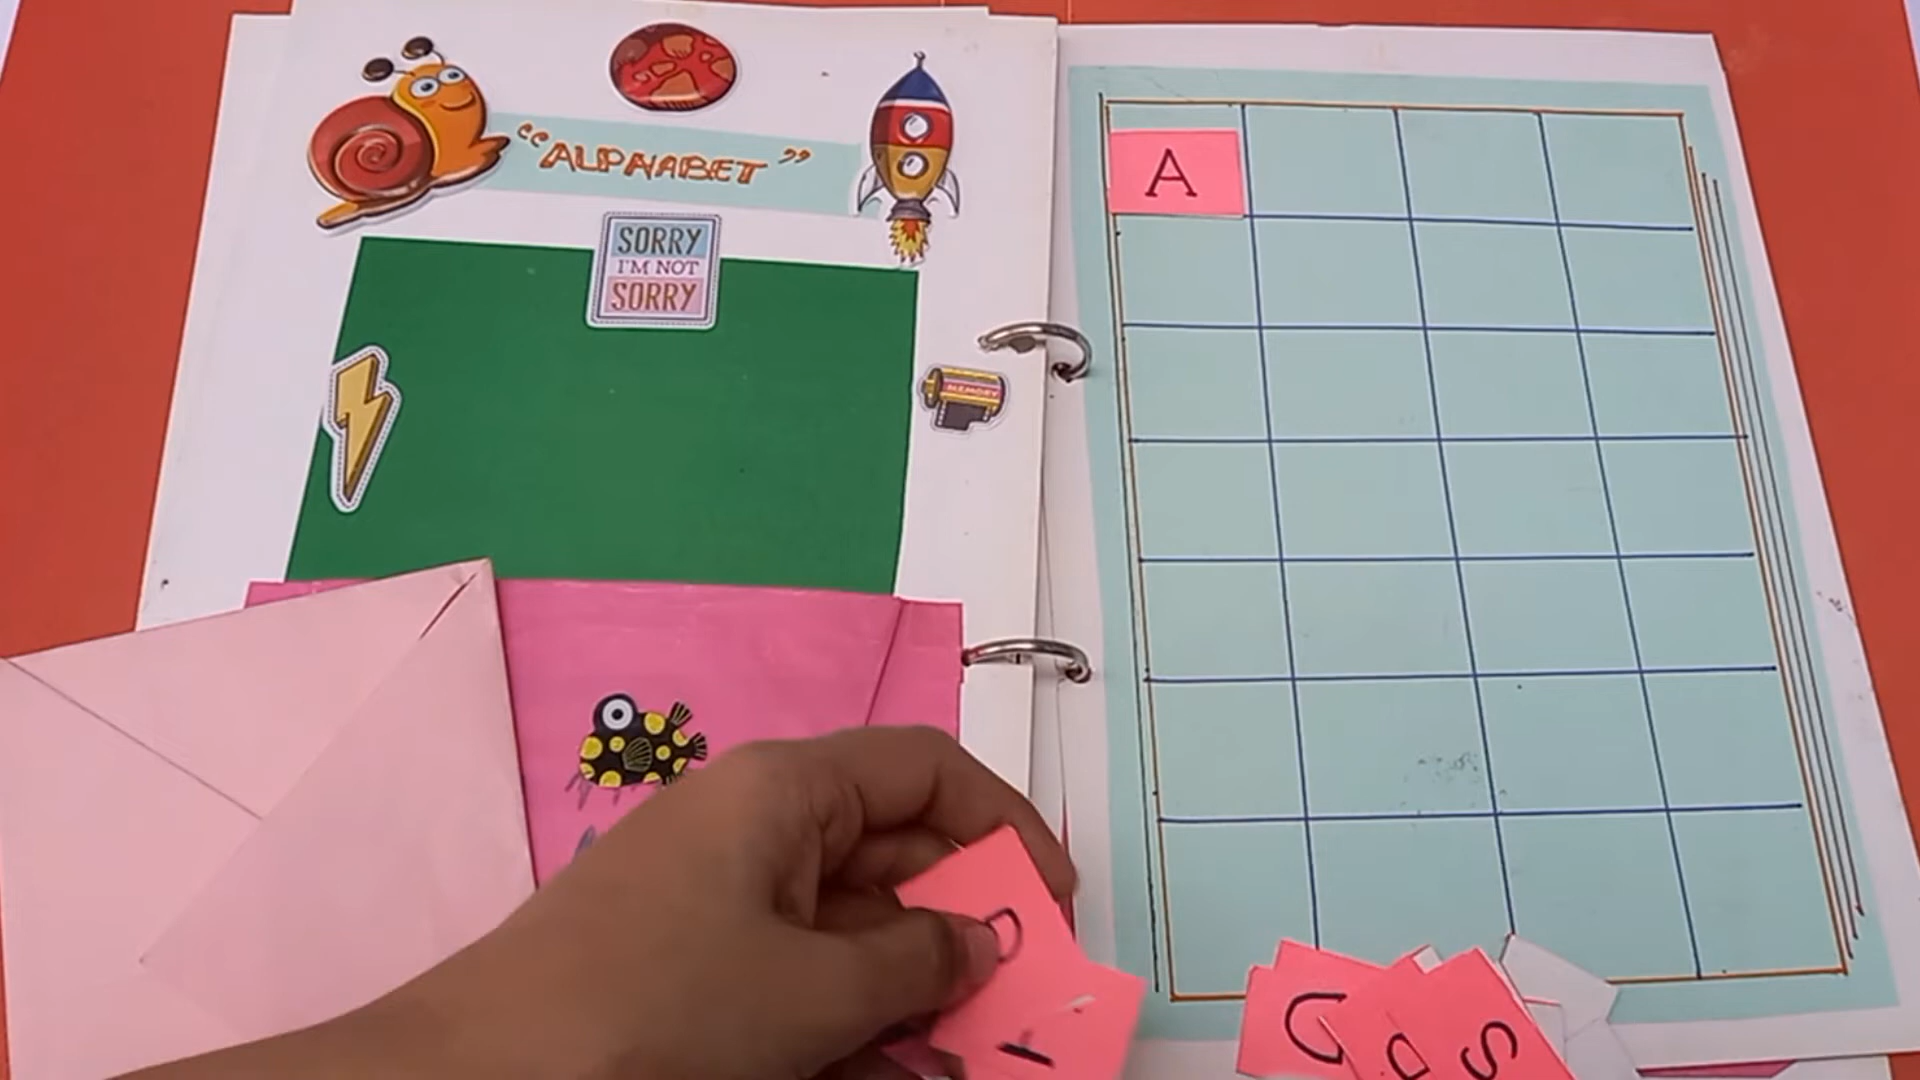 “ALPHABET”
SORRY
I'M NOT
SORRY
MEMORY
A
S